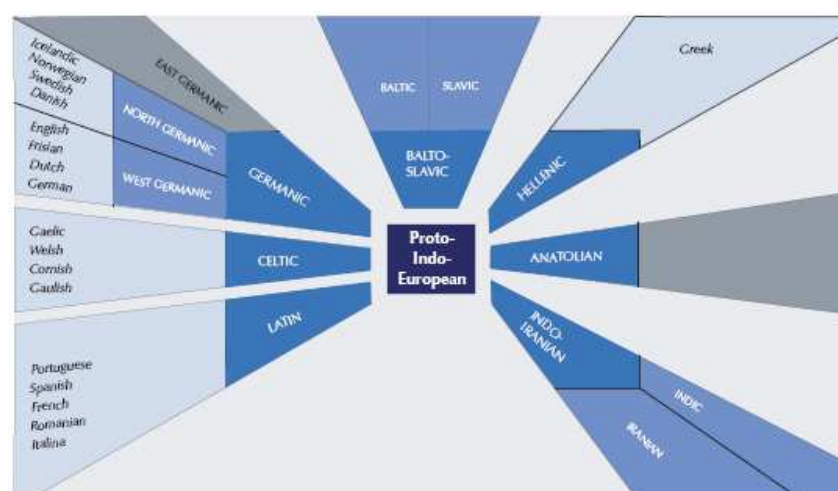 Icelandic
Norwegian
Swedish
Danish
EAST GERMANIC
NORTH GERMANIC
English
Frisian
Dutch
German
WEST GERMANIC
GERMANIC
BALTIC
SLAVIC
BALTO-
SLAVIC
Greek
HELLENIC
Gaelic
Welsh
Cornish
Gaulish
CELTIC
Proto-
Indo-
European
ANATOLIAN
LATIN
Portuguese
Spanish
French
Romanian
Italina
INDO-
IRANIAN
INDIC
IRANIAN